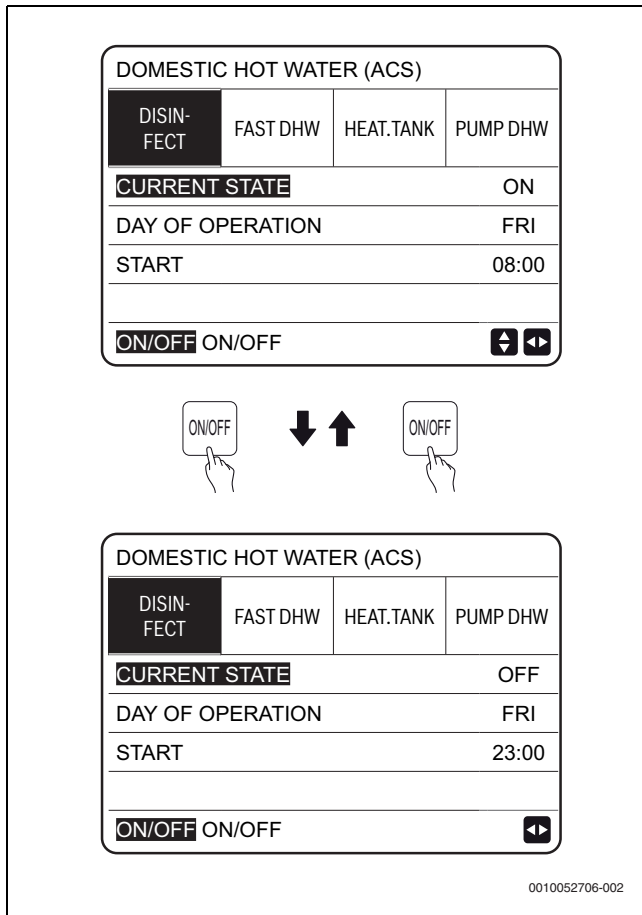 DOMESTIC HOT WATER (ACS)
DISIN-
FECT
FAST DHW
HEAT.TANK
PUMP DHW
CURRENT STATE ON
DAY OF OPERATION FRI
START 08:00
ON/OFF ON/OFF
ON/OFF
ON/OFF
DOMESTIC HOT WATER (ACS)
DISIN-
FECT
FAST DHW
HEAT.TANK
PUMP DHW
CURRENT STATE OFF
DAY OF OPERATION FRI
START 23:00
ON/OFF ON/OFF
0010052706-002